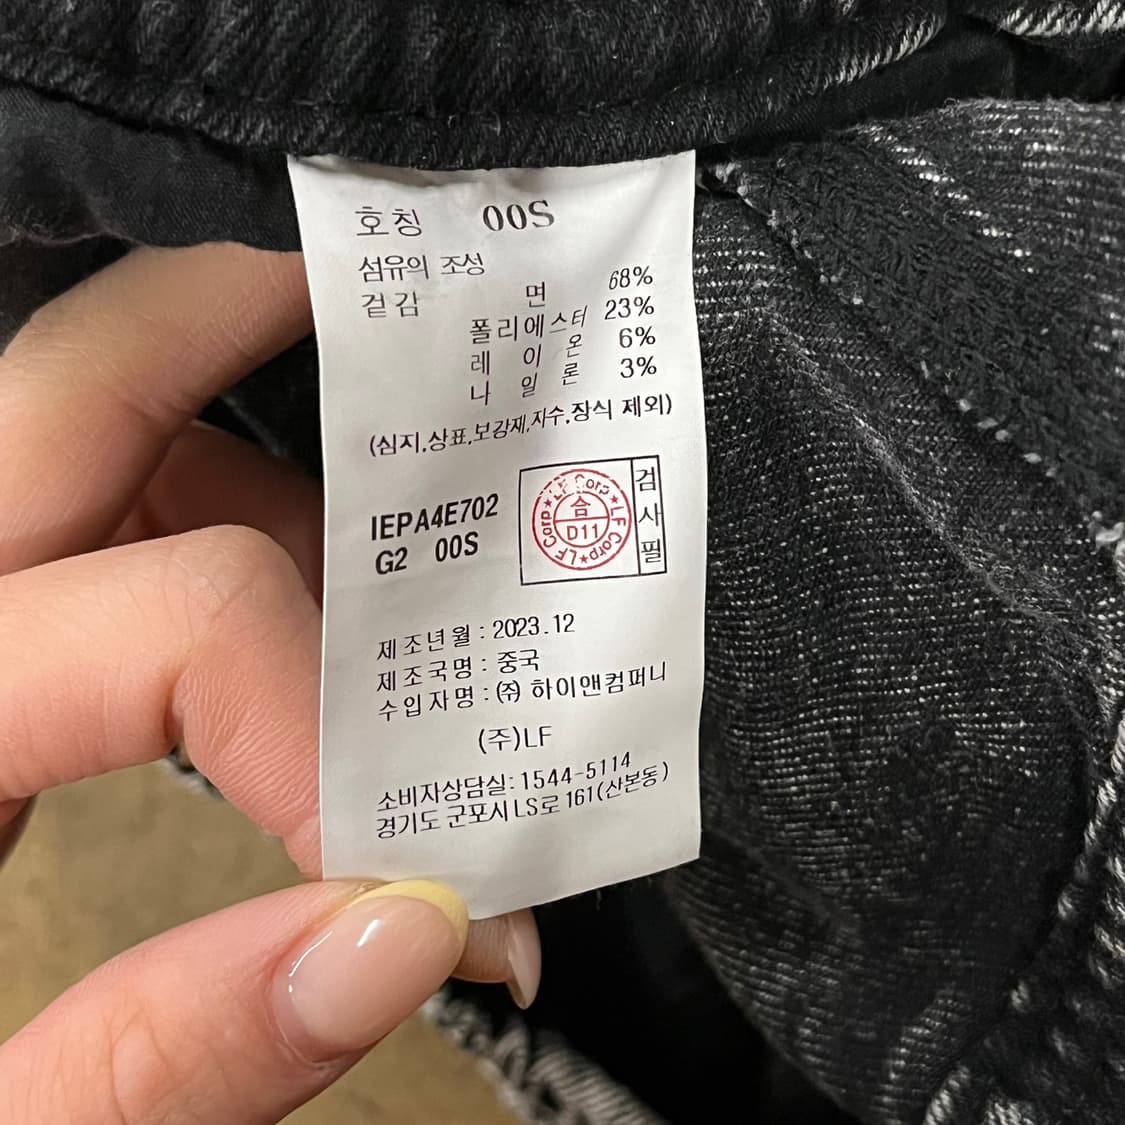 호칭 00S
섬유의 조성
겉감 면 68%
폴리에스터 23%
레이온 6%
나일론 3%
(심지,상표,보강재,자수,장식 제외)
IEPA4E702
G2 00S
LF Corp★LF Corp★LF Corp★
合
D11
검사필
제조년월 : 2023.12
제조국명 : 중국
수입자명 : ㈜ 하이앤컴퍼니
(주)LF
소비자상담실: 1544-5114
경기도 군포시 LS로 161(산본동)